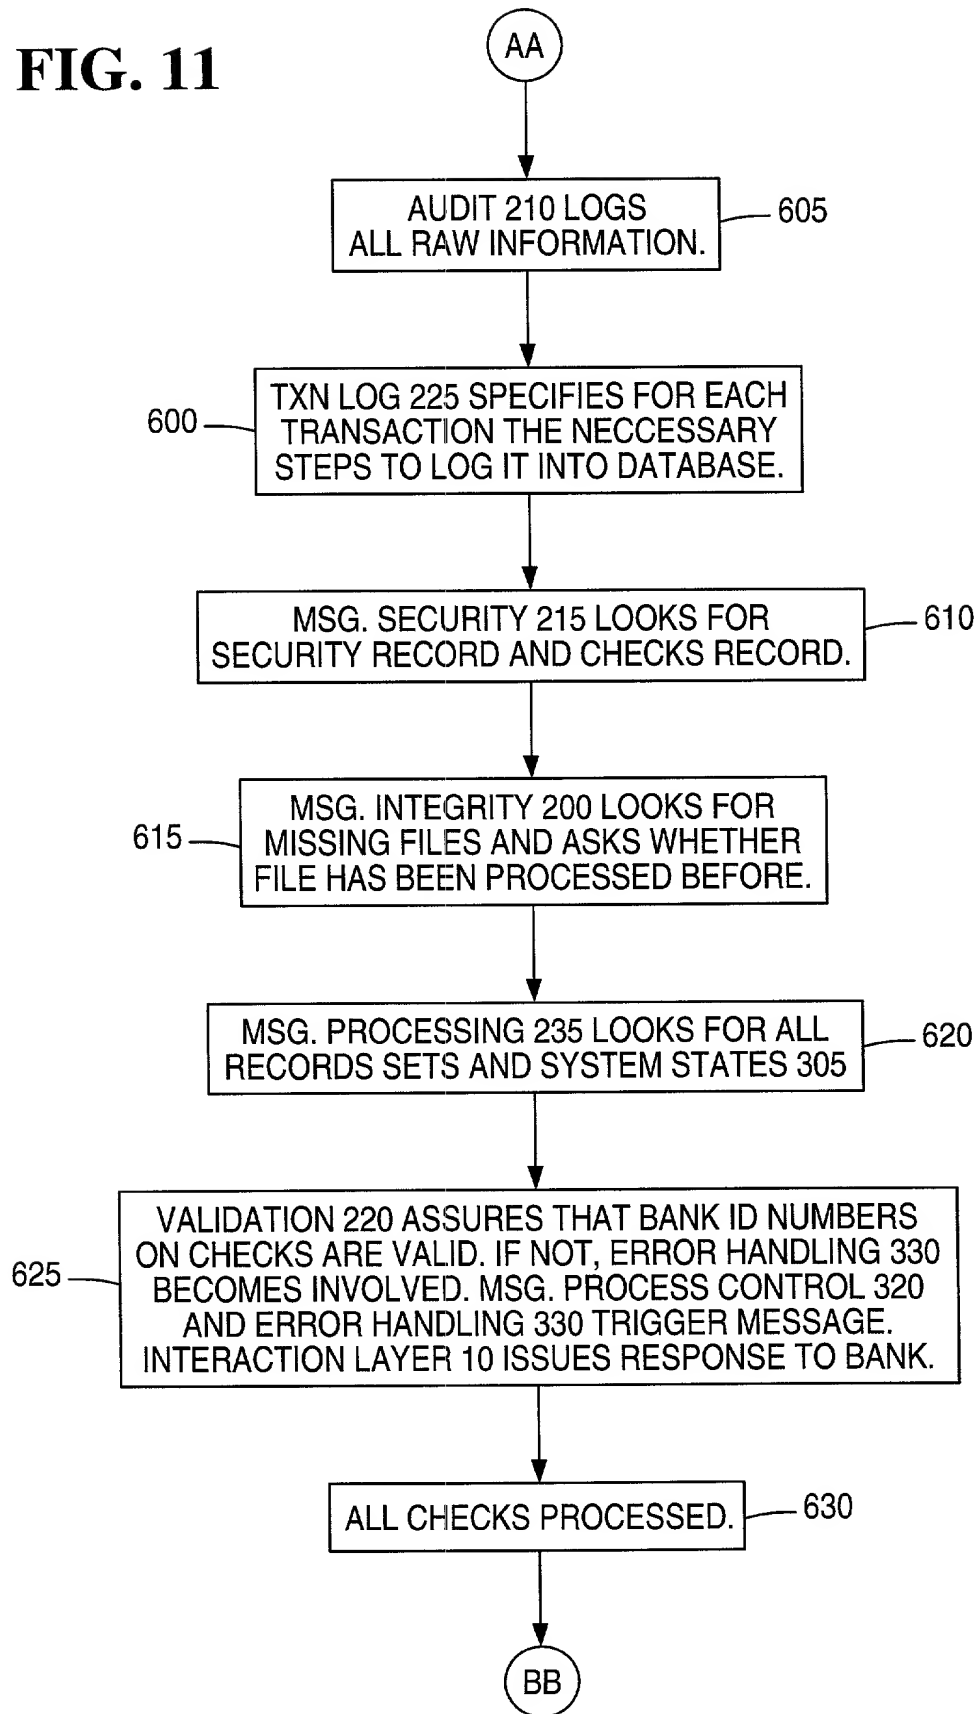 FIG. 11
AA
AUDIT 210 LOGS
ALL RAW INFORMATION.
605
TXN LOG 225 SPECIFIES FOR EACH
TRANSACTION THE NECCESSARY
STEPS TO LOG IT INTO DATABASE.
600
MSG. SECURITY 215 LOOKS FOR
SECURITY RECORD AND CHECKS RECORD.
610
MSG. INTEGRITY 200 LOOKS FOR
MISSING FILES AND ASKS WHETHER
FILE HAS BEEN PROCESSED BEFORE.
615
MSG. PROCESSING 235 LOOKS FOR ALL
RECORDS SETS AND SYSTEM STATES 305
620
VALIDATION 220 ASSURES THAT BANK ID NUMBERS
ON CHECKS ARE VALID. IF NOT, ERROR HANDLING 330
BECOMES INVOLVED. MSG. PROCESS CONTROL 320
AND ERROR HANDLING 330 TRIGGER MESSAGE.
INTERACTION LAYER 10 ISSUES RESPONSE TO BANK.
625
ALL CHECKS PROCESSED.
630
BB